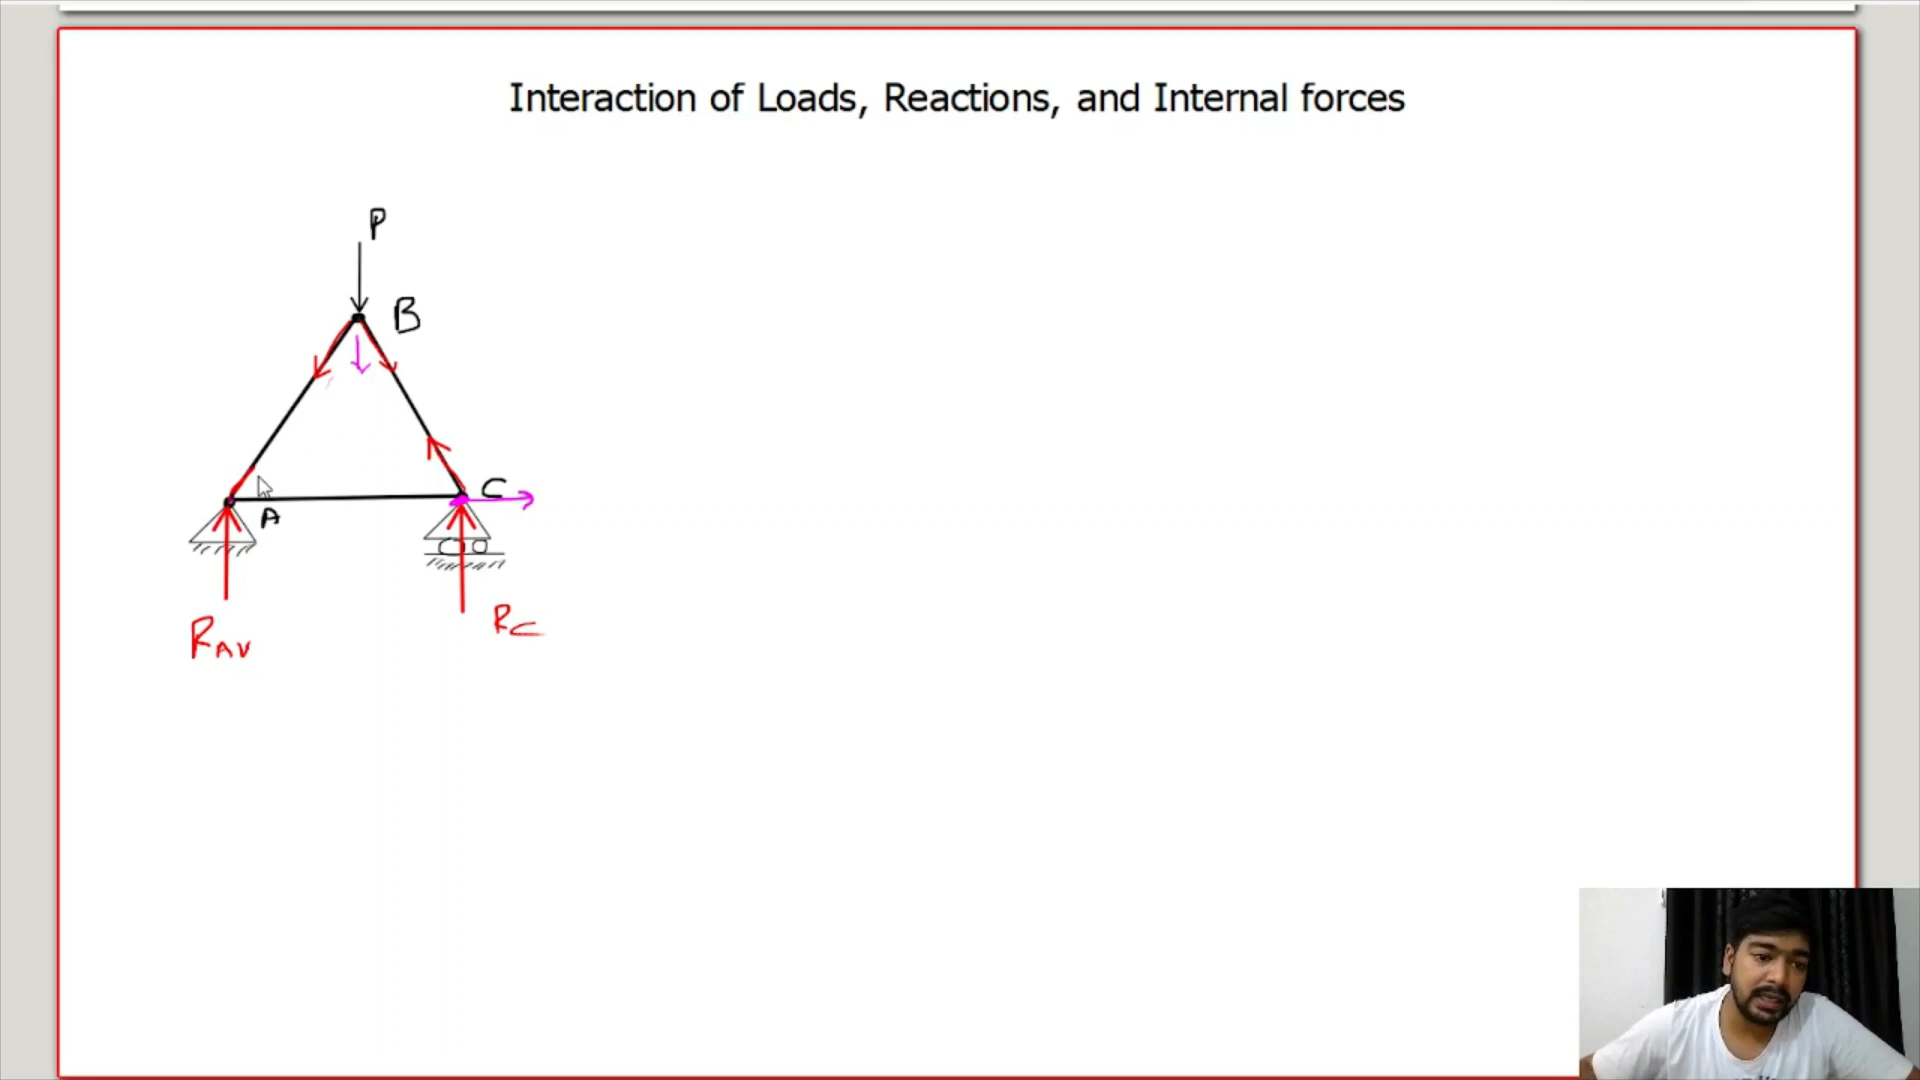 Interaction of Loads, Reactions, and Internal forces
P
B
C
A
RAV
RC